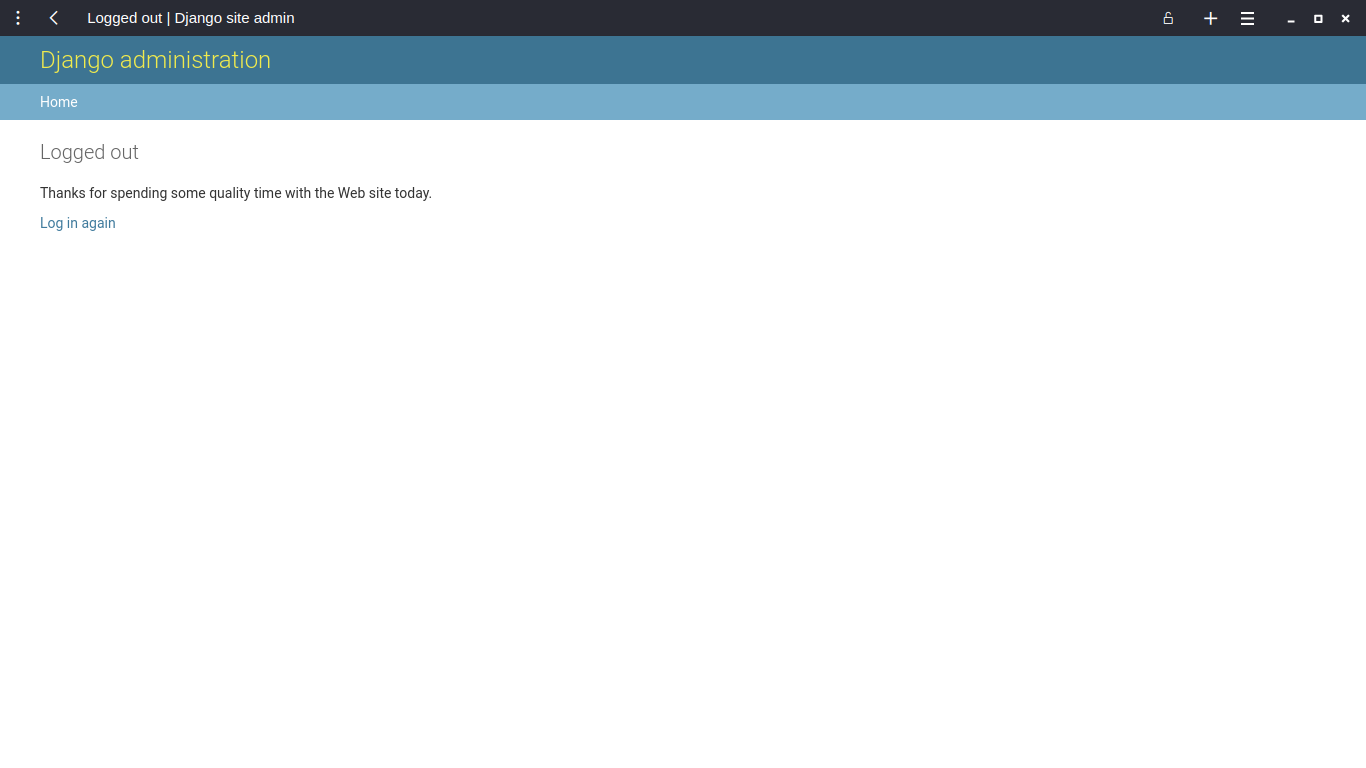 Logged out | Django site admin
Django administration
Home
Logged out
Thanks for spending some quality time with the Web site today.
Log in again